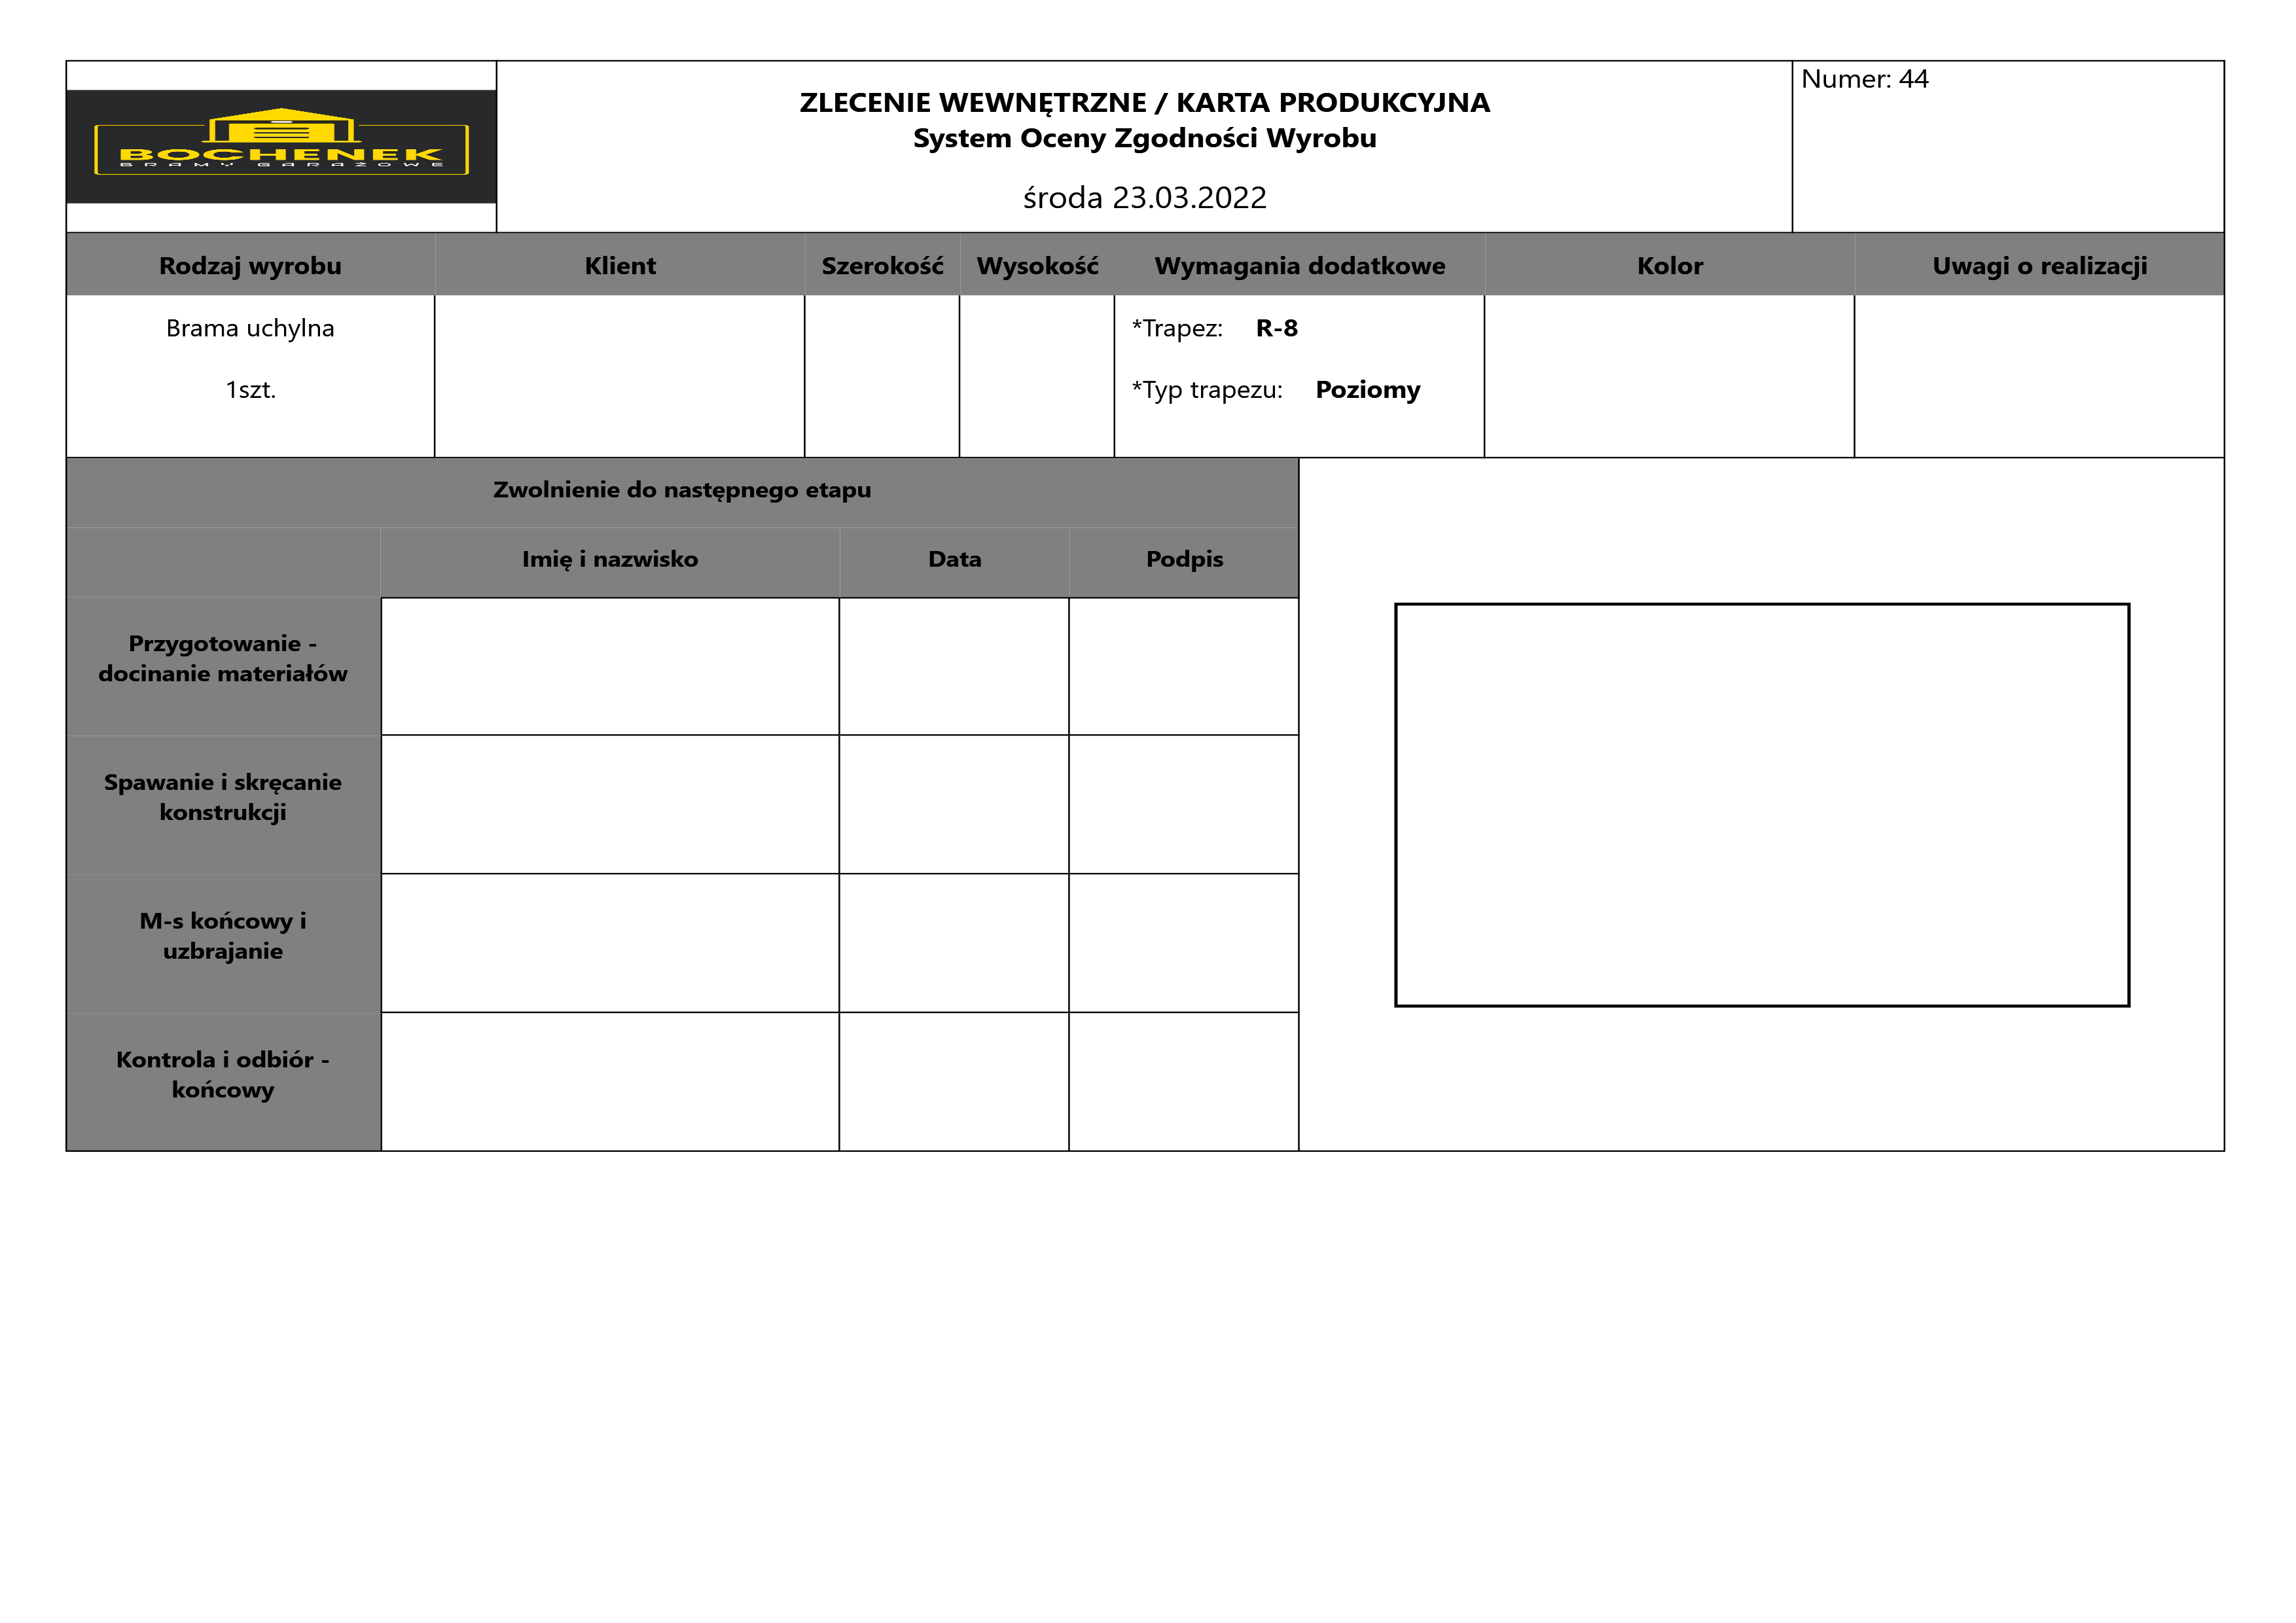 BOCHENEK
BRAMY GARAŻOWE
ZLECENIE WEWNĘTRZNE / KARTA PRODUKCYJNA
System Oceny Zgodności Wyrobu
środa 23.03.2022
Numer: 44
Rodzaj wyrobu Klient Szerokość Wysokość Wymagania dodatkowe Kolor Uwagi o realizacji
Brama uchylna *Trapez: R-8
1szt. *Typ trapezu: Poziomy
Zwolnienie do następnego etapu
Imię i nazwisko Data Podpis
Przygotowanie -
docinanie materiałów
Spawanie i skręcanie
konstrukcji
M-s końcowy i
uzbrajanie
Kontrola i odbiór -
końcowy